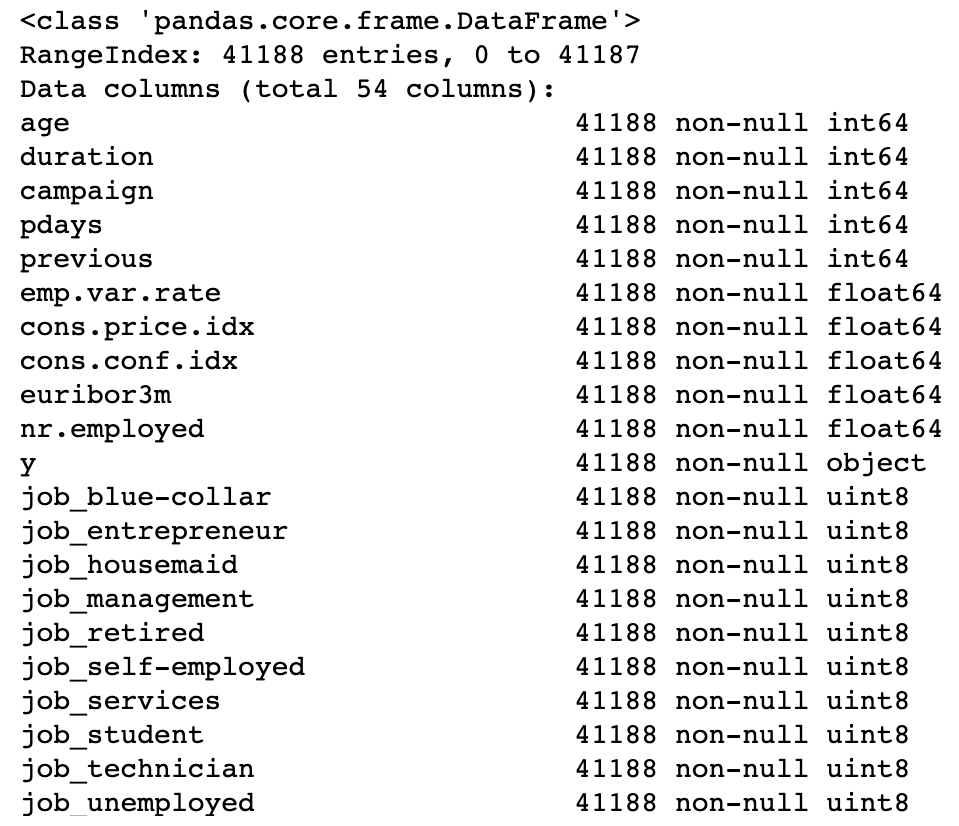 <class 'pandas.core.frame.DataFrame'>
RangeIndex: 41188 entries, 0 to 41187
Data columns (total 54 columns):
age                               41188 non-null int64
duration                          41188 non-null int64
campaign                          41188 non-null int64
pdays                             41188 non-null int64
previous                          41188 non-null int64
emp.var.rate                      41188 non-null float64
cons.price.idx                    41188 non-null float64
cons.conf.idx                     41188 non-null float64
euribor3m                         41188 non-null float64
nr.employed                       41188 non-null float64
y                                 41188 non-null object
job_blue-collar                   41188 non-null uint8
job_entrepreneur                  41188 non-null uint8
job_housemaid                     41188 non-null uint8
job_management                    41188 non-null uint8
job_retired                       41188 non-null uint8
job_self-employed                 41188 non-null uint8
job_services                      41188 non-null uint8
job_student                       41188 non-null uint8
job_technician                    41188 non-null uint8
job_unemployed                    41188 non-null uint8